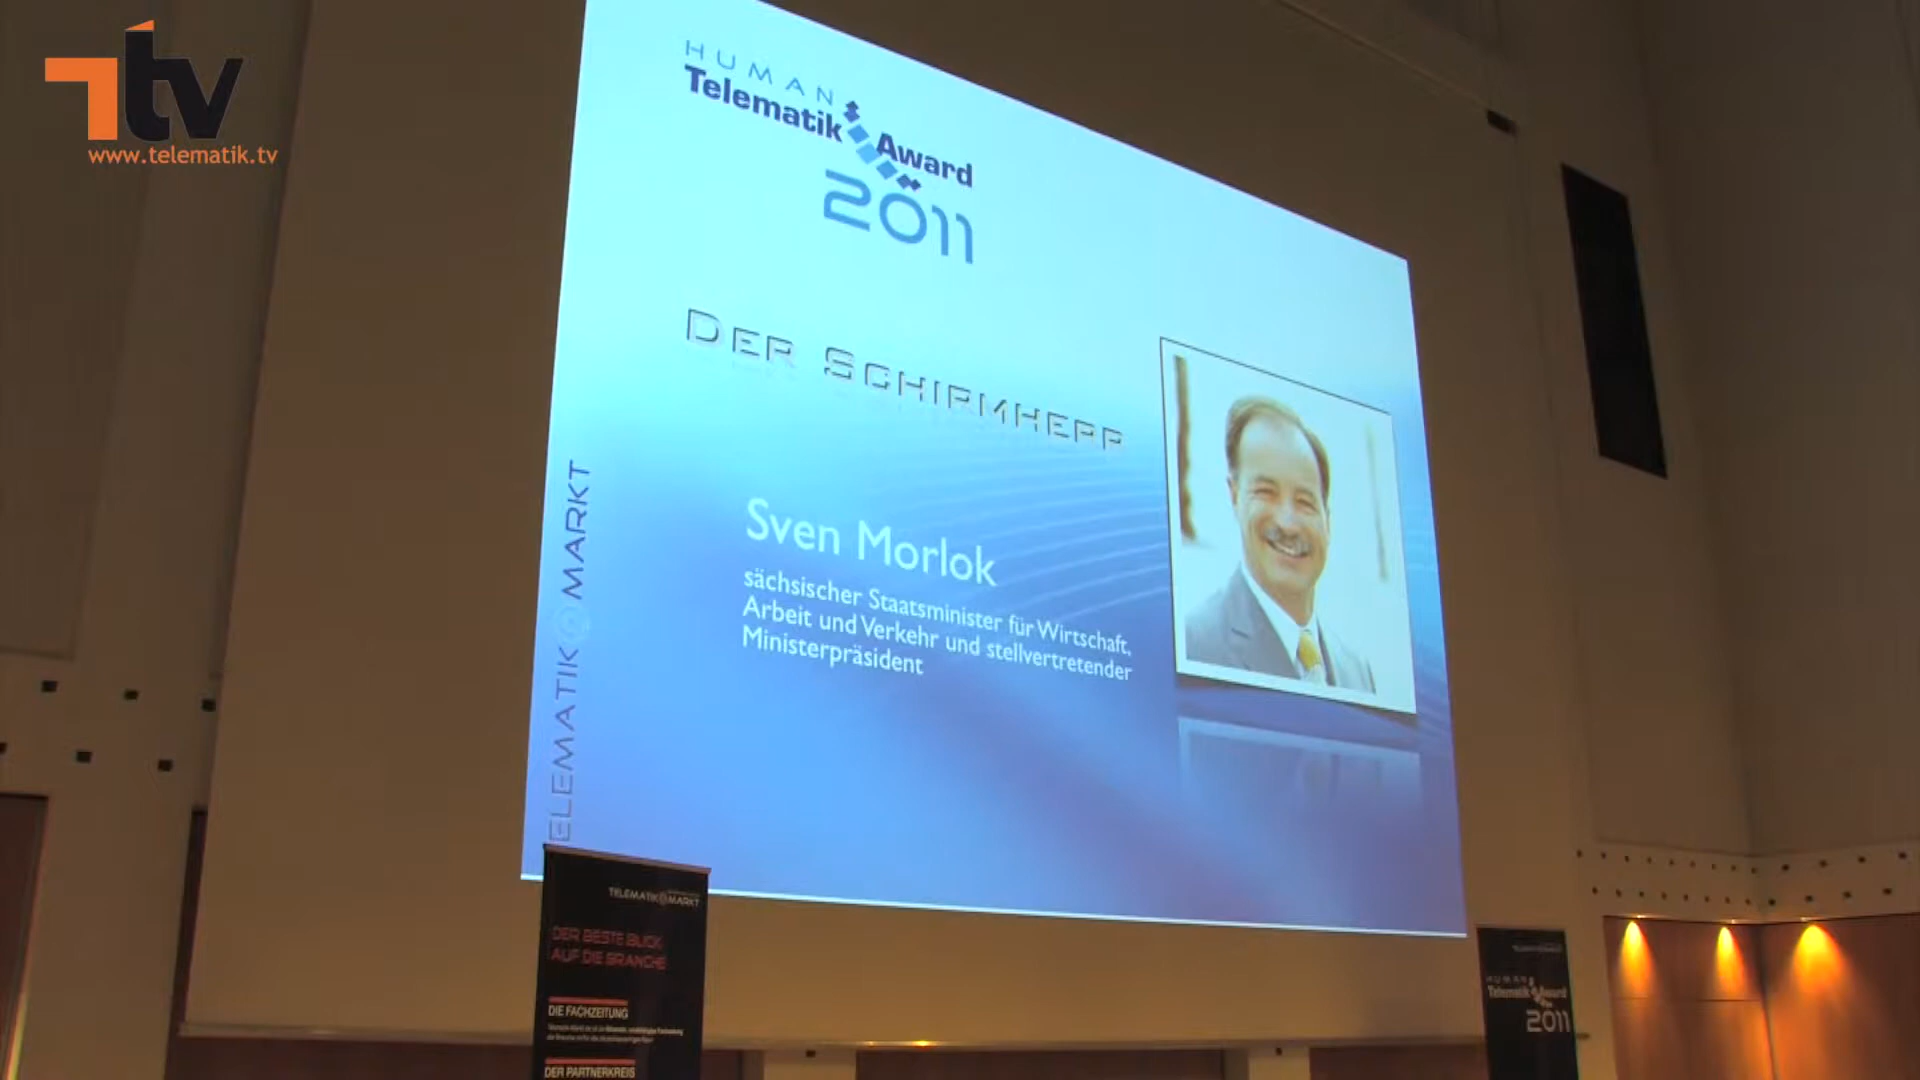 tv
www.telematik.tv
HUMAN
Telematik Award
2011
DER SCHIRMHERR
Sven Morlok
sächsischer Staatsminister für Wirtschaft,
Arbeit und Verkehr und stellvertretender
Ministerpräsident
ELEMATIK@MARKT
TELEMATIK@MARKT
DER BESTE BLICK
AUF DIE BRANCHE
DIE FACHZEITUNG
DER PARTNERKREIS
HUMAN
Telematik Award
2011